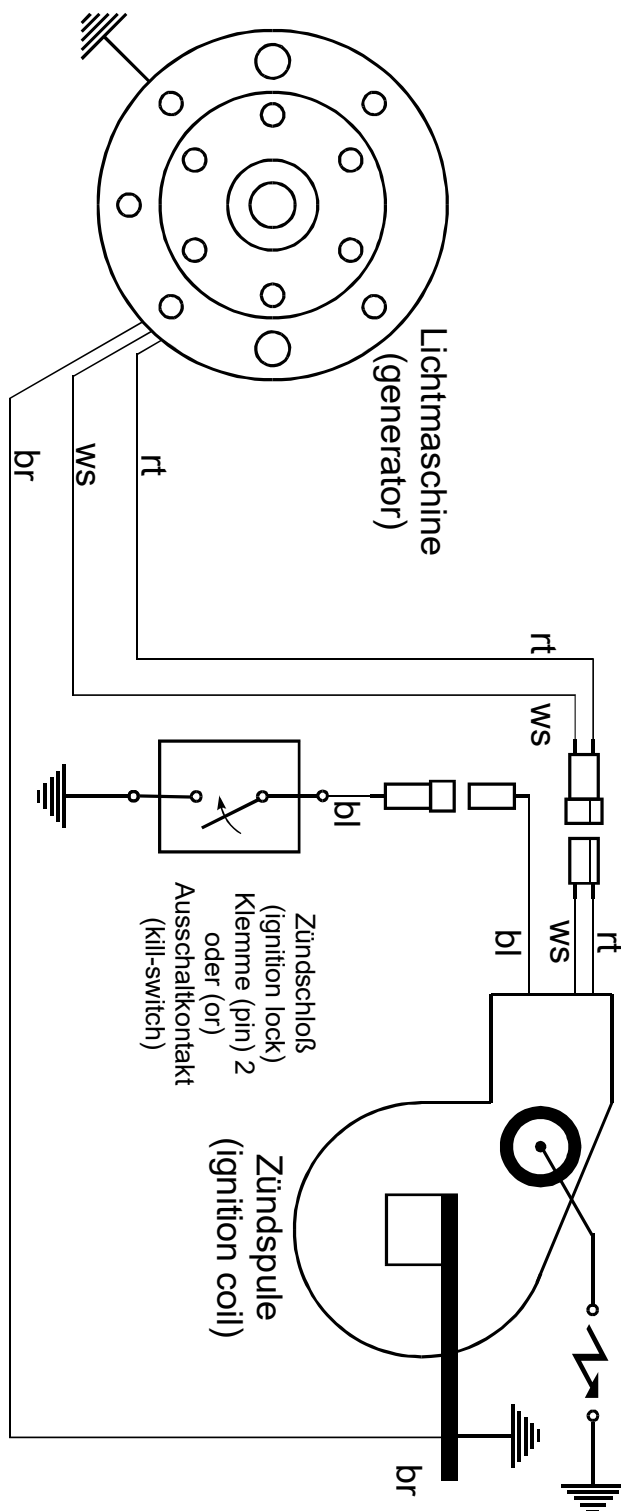 Lichtmaschine
(generator)
rt
ws
br
rt
ws
bl
rt
ws
bl
Zündschloß
(ignition lock)
Klemme (pin) 2
oder (or)
Ausschaltkontakt
(kill-switch)
Zündspule
(ignition coil)
br